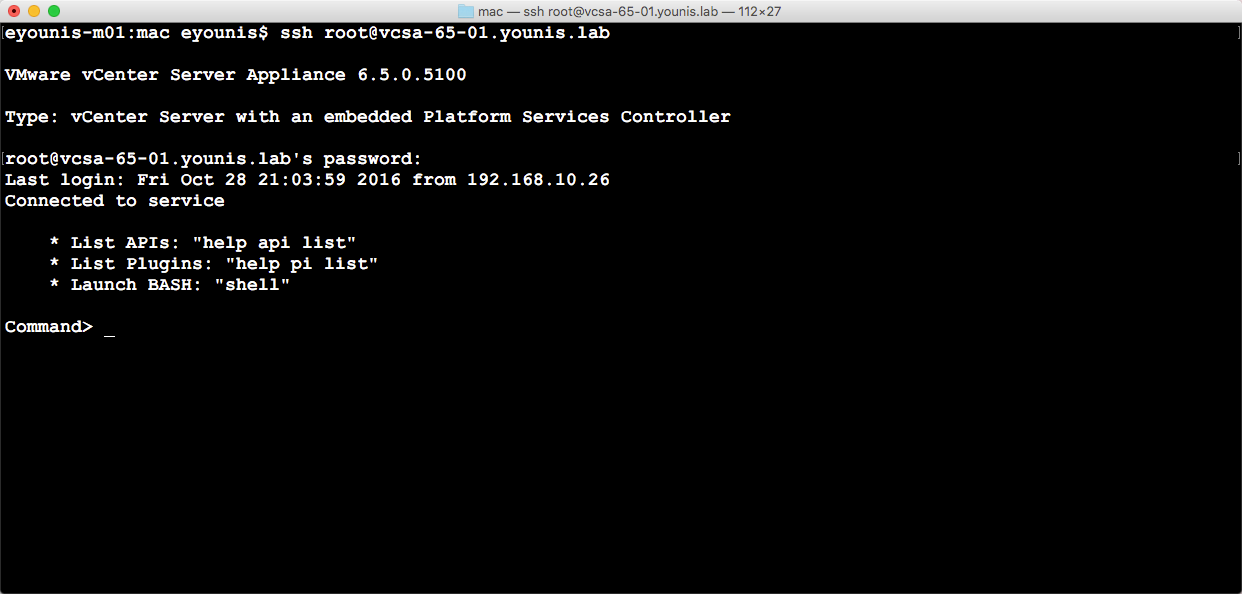 mac — ssh root@vcsa-65-01.younis.lab — 112×27
[eyounis-m01:mac eyounis$ ssh root@vcsa-65-01.younis.lab ]
VMware vCenter Server Appliance 6.5.0.5100
Type: vCenter Server with an embedded Platform Services Controller
[root@vcsa-65-01.younis.lab's password: ]
Last login: Fri Oct 28 21:03:59 2016 from 192.168.10.26
Connected to service
* List APIs: "help api list"
* List Plugins: "help pi list"
* Launch BASH: "shell"
Command> _